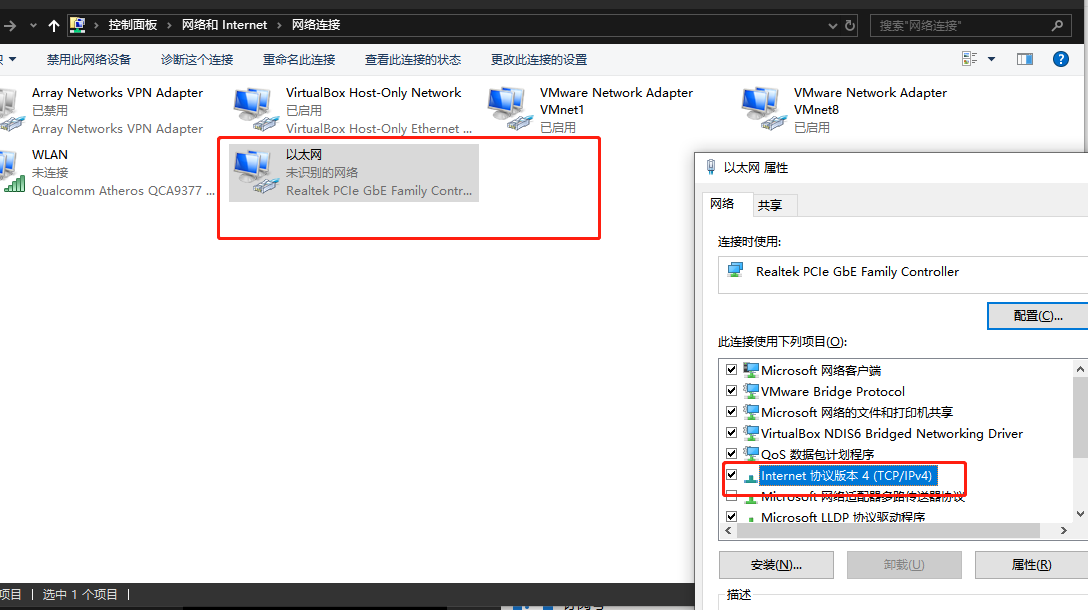 控制面板 › 网络和 Internet › 网络连接
搜索"网络连接"
禁用此网络设备 诊断这个连接 重命名此连接 查看此连接的状态 更改此连接的设置
Array Networks VPN Adapter
已禁用
Array Networks VPN Adapter
VirtualBox Host-Only Network
已启用
VirtualBox Host-Only Ethernet ...
VMware Network Adapter
VMnet1
已启用
VMware Network Adapter
VMnet8
已启用
WLAN
未连接
Qualcomm Atheros QCA9377 ...
以太网
未识别的网络
Realtek PCIe GbE Family Contr...
以太网 属性
网络 共享
连接时使用:
Realtek PCIe GbE Family Controller
配置(C)...
此连接使用下列项目(O):
Microsoft 网络客户端
VMware Bridge Protocol
Microsoft 网络的文件和打印机共享
VirtualBox NDIS6 Bridged Networking Driver
QoS 数据包计划程序
Internet 协议版本 4 (TCP/IPv4)
Microsoft 网络适配器多路传送器协议
Microsoft LLDP 协议驱动程序
安装(N)... 卸载(U) 属性(R)
描述
项目 选中 1 个项目